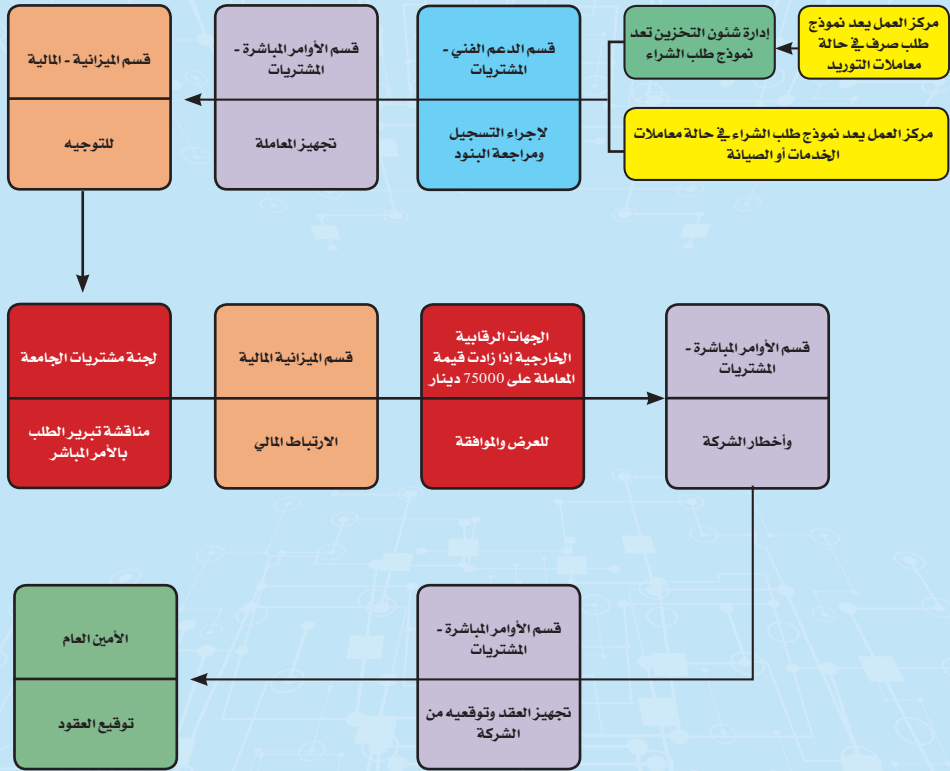 مركز العمل يعد نموذج
طلب صرف في حالة
معاملات التوريد
إدارة شئون التخزين تعد
نموذج طلب الشراء
مركز العمل يعد نموذج طلب الشراء في حالة معاملات
الخدمات أو الصيانة
قسم الدعم الفني -
المشتريات
لاجراء التسجيل
ومراجعة البنود
قسم الأوامر المباشرة -
المشتريات
تجهيز المعاملة
قسم الميزانية - المالية
للتوجيه
لجنة مشتريات الجامعة
مناقشة تبرير الطلب
بالأمر المباشر
قسم الميزانية المالية
الارتباط المالي
الجهات الرقابية
الخارجية إذا زادت قيمة
المعاملة على 75000 دينار
للعرض والموافقة
قسم الأوامر المباشرة -
المشتريات
وأخطار الشركة
قسم الأوامر المباشرة -
المشتريات
تجهيز العقد وتوقعيه من
الشركة
الأمين العام
توقيع العقود